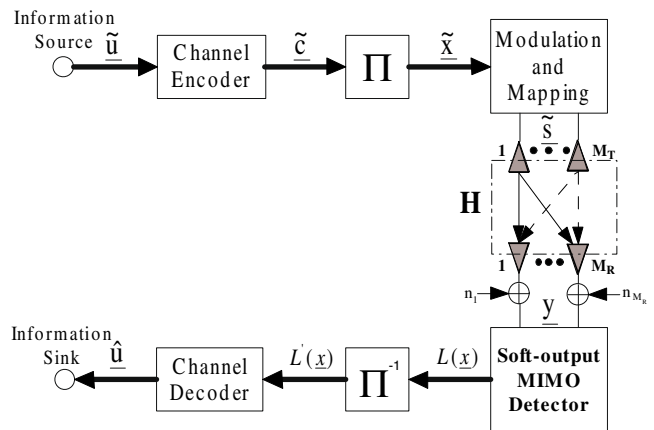 Information
Source
ũ
Channel
Encoder
c̃
Π
x̃
Modulation
and
Mapping
s̃
1
M_T
H
1
M_R
n_1
n_{M_R}
y
Information
Sink
û
Channel
Decoder
L'(x)
Π^{-1}
L(x)
Soft-output
MIMO
Detector